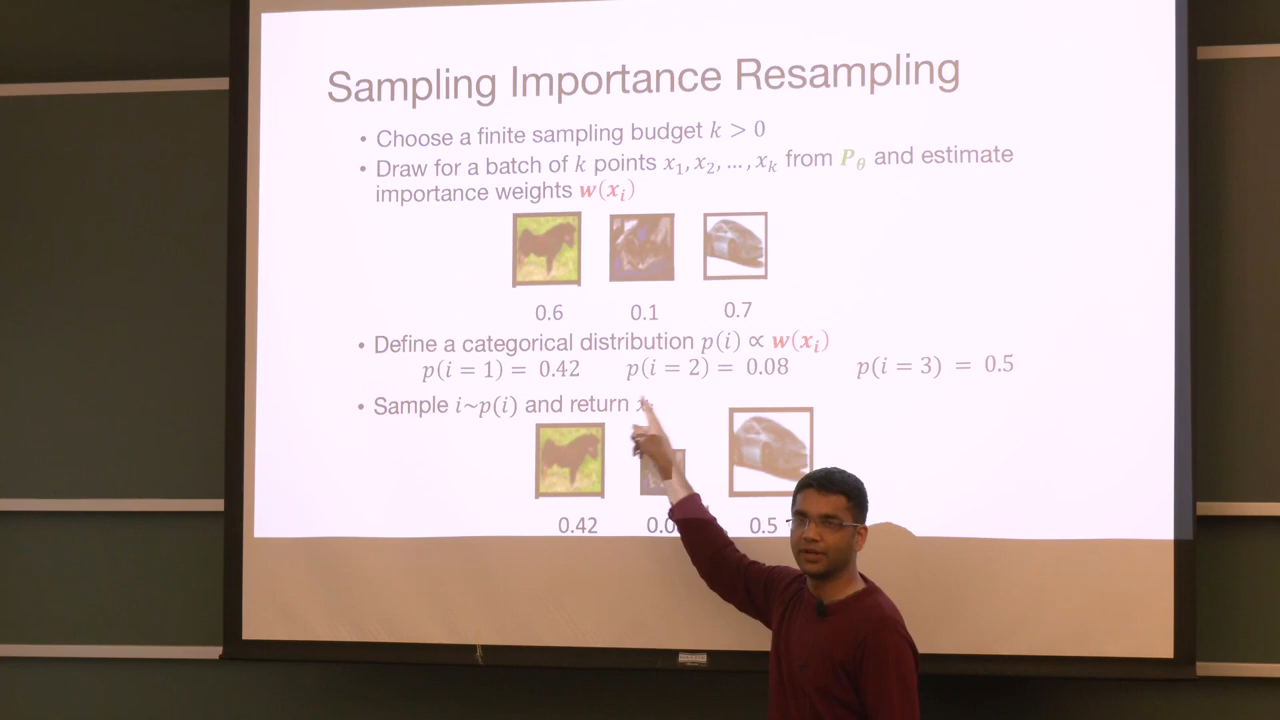 Sampling Importance Resampling
• Choose a finite sampling budget k > 0
• Draw for a batch of k points x₁, x₂, …, xₖ from P_θ and estimate
importance weights w(xᵢ)
0.6 0.1 0.7
• Define a categorical distribution p(i) ∝ w(xᵢ)
p(i = 1) = 0.42 p(i = 2) = 0.08 p(i = 3) = 0.5
• Sample i~p(i) and return
0.42 0.5